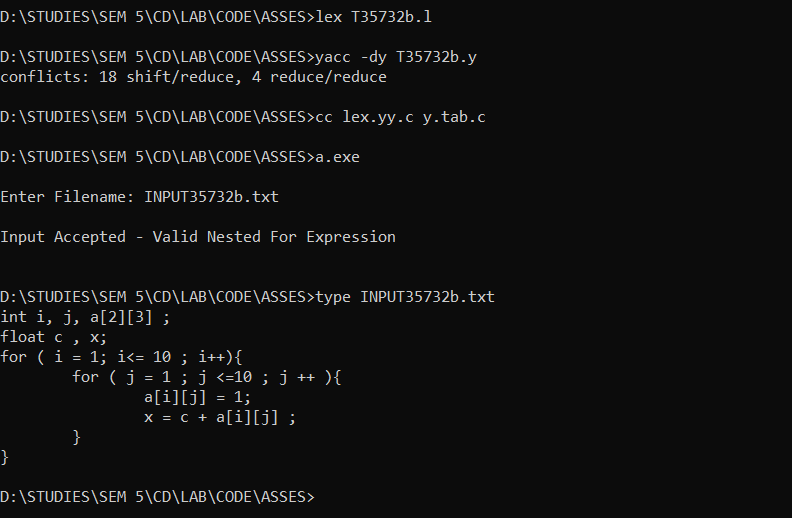 D:\STUDIES\SEM 5\CD\LAB\CODE\ASSES>lex T35732b.l
D:\STUDIES\SEM 5\CD\LAB\CODE\ASSES>yacc -dy T35732b.y
conflicts: 18 shift/reduce, 4 reduce/reduce
D:\STUDIES\SEM 5\CD\LAB\CODE\ASSES>cc lex.yy.c y.tab.c
D:\STUDIES\SEM 5\CD\LAB\CODE\ASSES>a.exe
Enter Filename: INPUT35732b.txt
Input Accepted - Valid Nested For Expression
D:\STUDIES\SEM 5\CD\LAB\CODE\ASSES>type INPUT35732b.txt
int i, j, a[2][3] ;
float c , x;
for ( i = 1; i<= 10 ; i++){
        for ( j = 1 ; j <=10 ; j ++ ){
                a[i][j] = 1;
                x = c + a[i][j] ;
        }
}
D:\STUDIES\SEM 5\CD\LAB\CODE\ASSES>